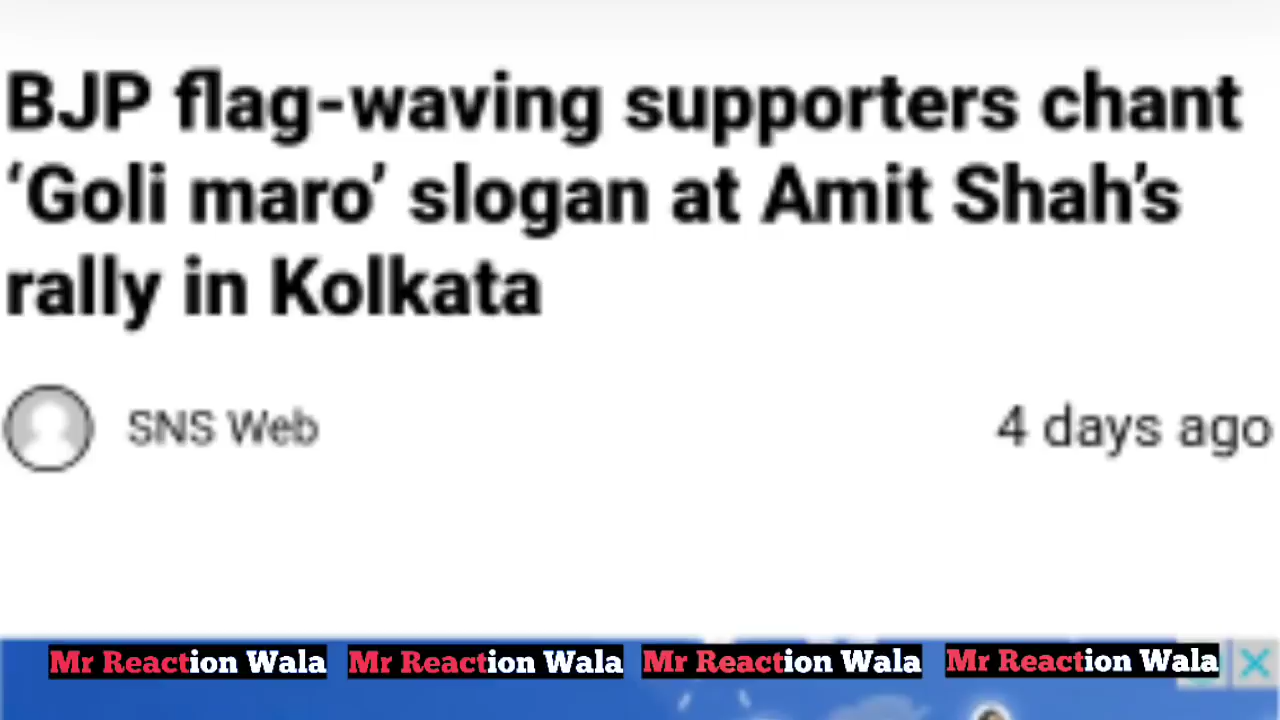 BJP flag-waving supporters chant
‘Goli maro’ slogan at Amit Shah’s
rally in Kolkata
SNS Web
4 days ago
Mr Reaction Wala Mr Reaction Wala Mr Reaction Wala Mr Reaction Wala